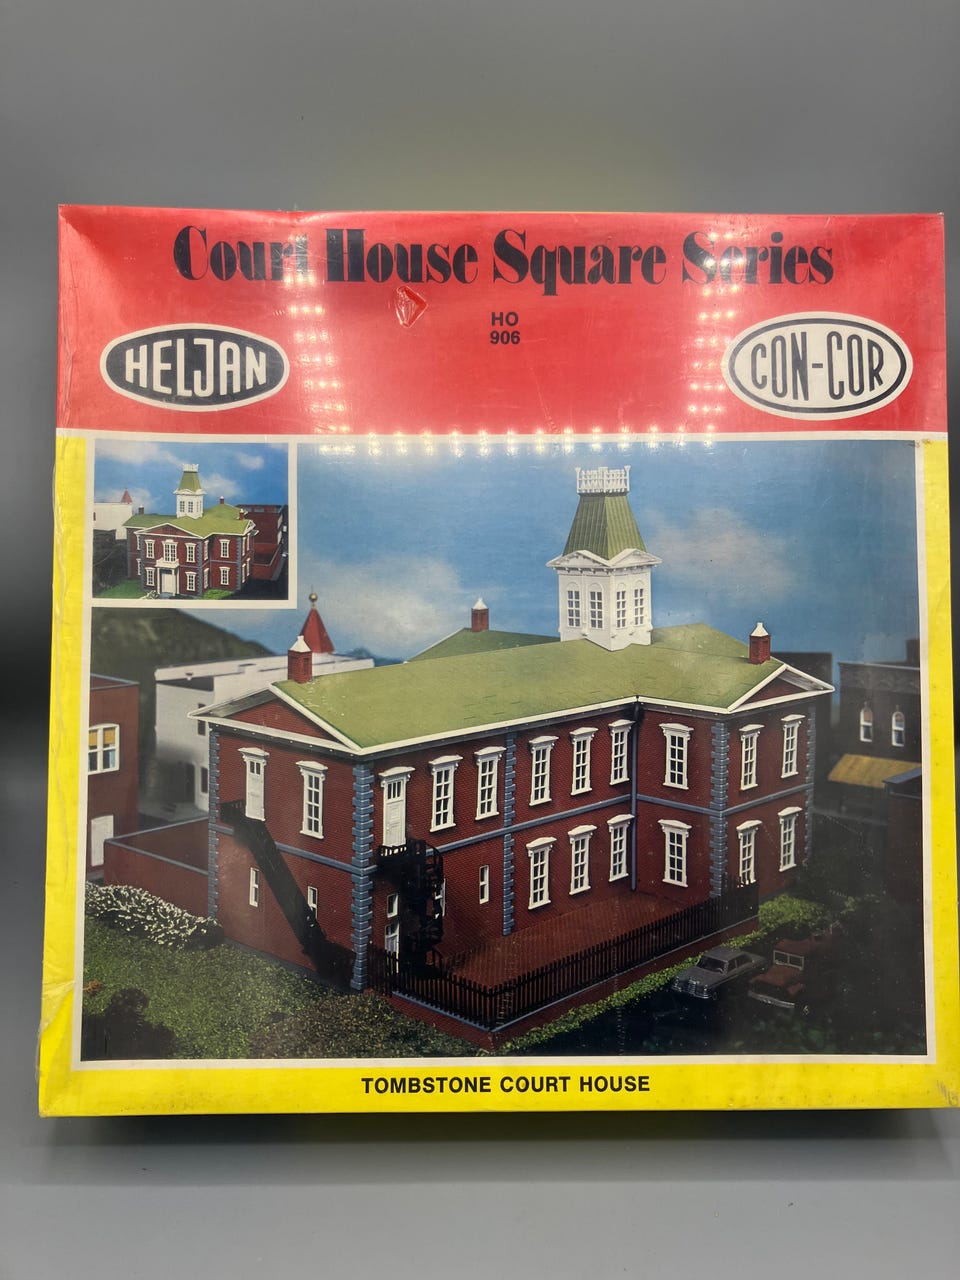 Court House Square Series
HO
906
HELJAN
CON-COR
TOMBSTONE COURT HOUSE